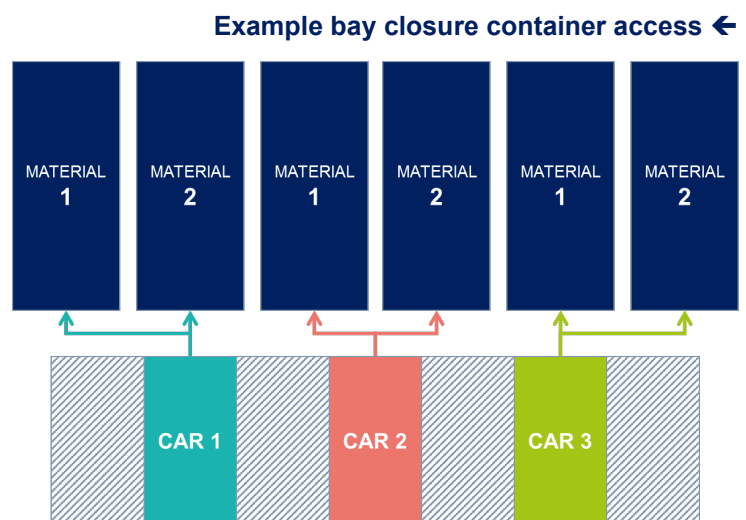 Example bay closure container access ←
MATERIAL
1
MATERIAL
2
MATERIAL
1
MATERIAL
2
MATERIAL
1
MATERIAL
2
CAR 1
CAR 2
CAR 3